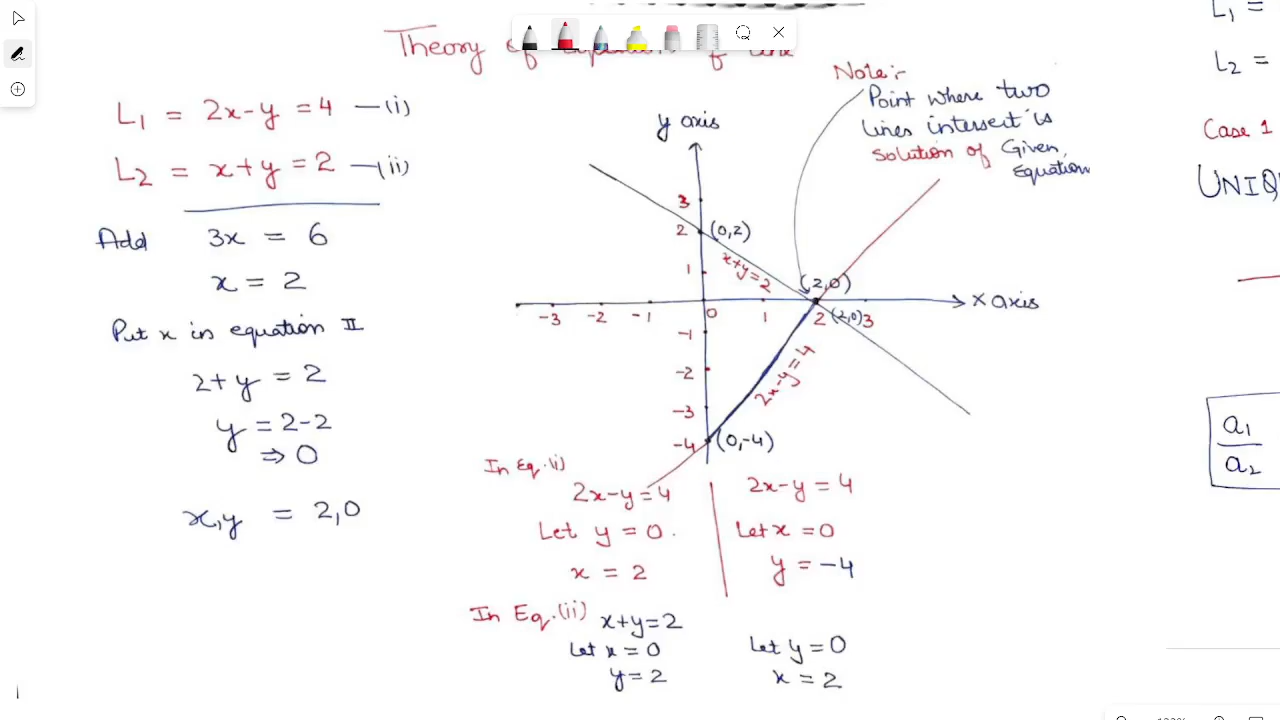 Theory of Equation of Line
L1 = 2x-y = 4 —(i)
L2 = x+y = 2 —(ii)
Add 3x = 6
x = 2
Put x in equation II
2+y = 2
y = 2-2
⇒ 0
x,y = 2,0
Note:-
Point where two
lines intersect is
solution of Given
Equation
y axis
3
2 (0,2)
x+y=2
1
(2,0)
x axis
-3 -2 -1 0 1 2 (2,0) 3
-1
-2
2x-y=4
-3
-4 (0,-4)
In Eq.(i)
2x-y=4
Let y = 0.
x = 2
2x-y = 4
Let x = 0
y = -4
In Eq.(ii) x+y=2
Let x = 0
y = 2
Let y = 0
x = 2
L1 =
L2 =
Case 1
UNIQ
a1
a2